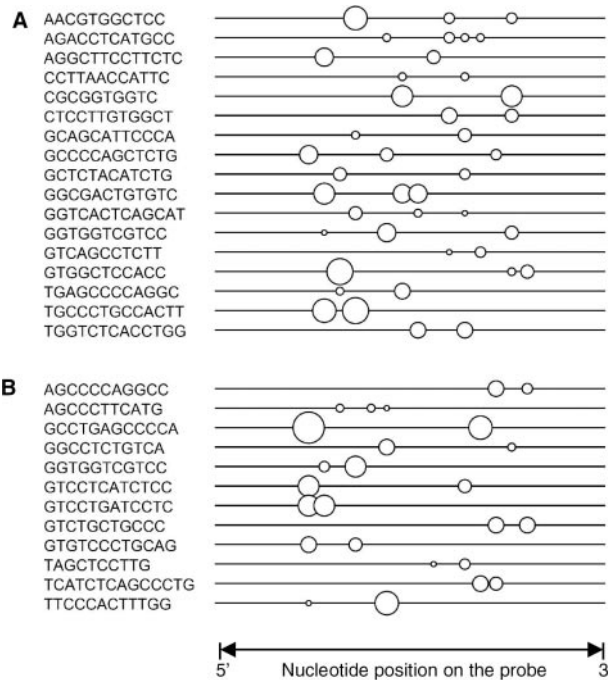 A AACGTGGCTCC
AGACCTCATGCC
AGGCTTCCTTCTC
CCTTAACCATTC
CGCGGTGGTC
CTCCTTGTGGCT
GCAGCATTCCCA
GCCCCAGCTCTG
GCTCTACATCTG
GGCGACTGTGTC
GGTCACTCAGCAT
GGTGGTCGTCC
GTCAGCCTCTT
GTGGCTCCACC
TGAGCCCCAGGC
TGCCCTGCCACTT
TGGTCTCACCTGG
B AGCCCCAGGCC
AGCCCTTCATG
GCCTGAGCCCCA
GGCCTCTGTCA
GGTGGTCGTCC
GTCCTCATCTCC
GTCCTGATCCTC
GTCTGCTGCCC
GTGTCCCTGCAG
TAGCTCCTTG
TCATCTCAGCCCTG
TTCCCACTTTGG
5' Nucleotide position on the probe 3